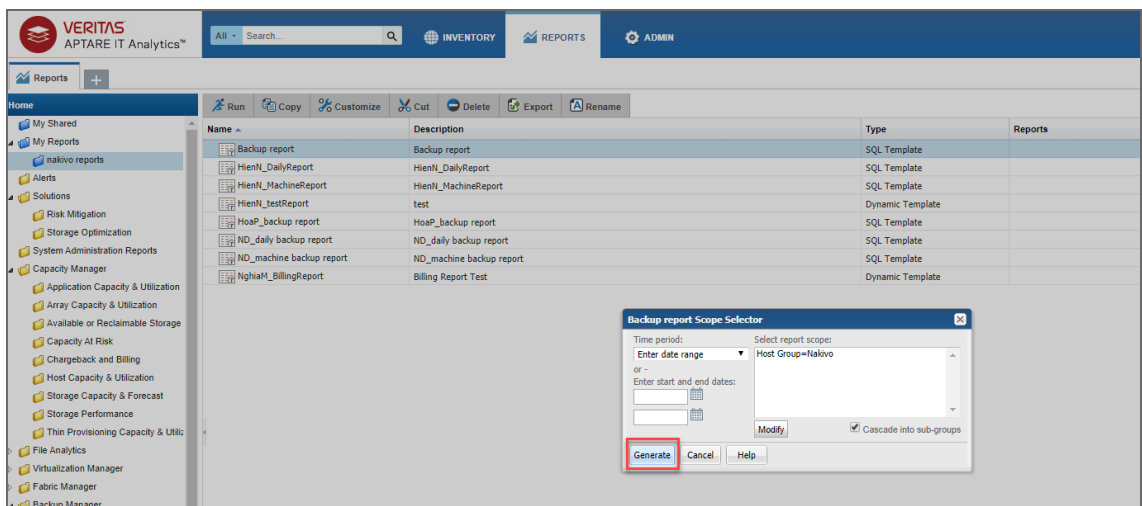 VERITAS
APTARE IT Analytics™
All Search...
INVENTORY
REPORTS
ADMIN
Reports
Home
My Shared
My Reports
nakivo reports
Alerts
Solutions
Risk Mitigation
Storage Optimization
System Administration Reports
Capacity Manager
Application Capacity & Utilization
Array Capacity & Utilization
Available or Reclaimable Storage
Capacity At Risk
Chargeback and Billing
Host Capacity & Utilization
Storage Capacity & Forecast
Storage Performance
Thin Provisioning Capacity & Utiliz
File Analytics
Virtualization Manager
Fabric Manager
Backup Manager
Run Copy Customize Cut Delete Export Rename
Name Description Type Reports
Backup report Backup report SQL Template
HienN_DailyReport HienN_DailyReport SQL Template
HienN_MachineReport HienN_MachineReport SQL Template
HienN_testReport test Dynamic Template
HoaP_backup report HoaP_backup report SQL Template
ND_daily backup report ND_daily backup report SQL Template
ND_machine backup report ND_machine backup report SQL Template
NghiaM_BillingReport Billing Report Test Dynamic Template
Backup report Scope Selector
Time period: Select report scope:
Enter date range Host Group=Nakivo
or -
Enter start and end dates:
Modify Cascade into sub-groups
Generate Cancel Help